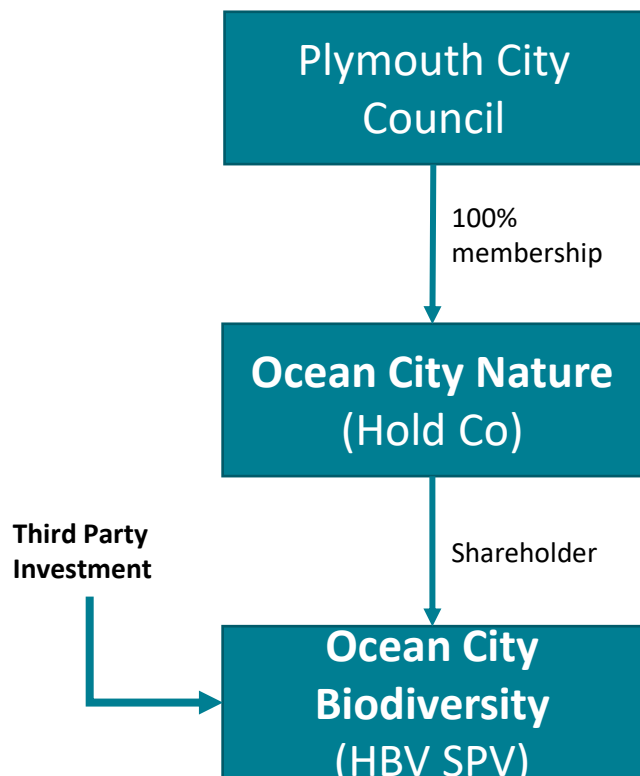 Plymouth City
Council
100%
membership
Ocean City Nature
(Hold Co)
Third Party
Investment
Shareholder
Ocean City
Biodiversity
(HBV SPV)